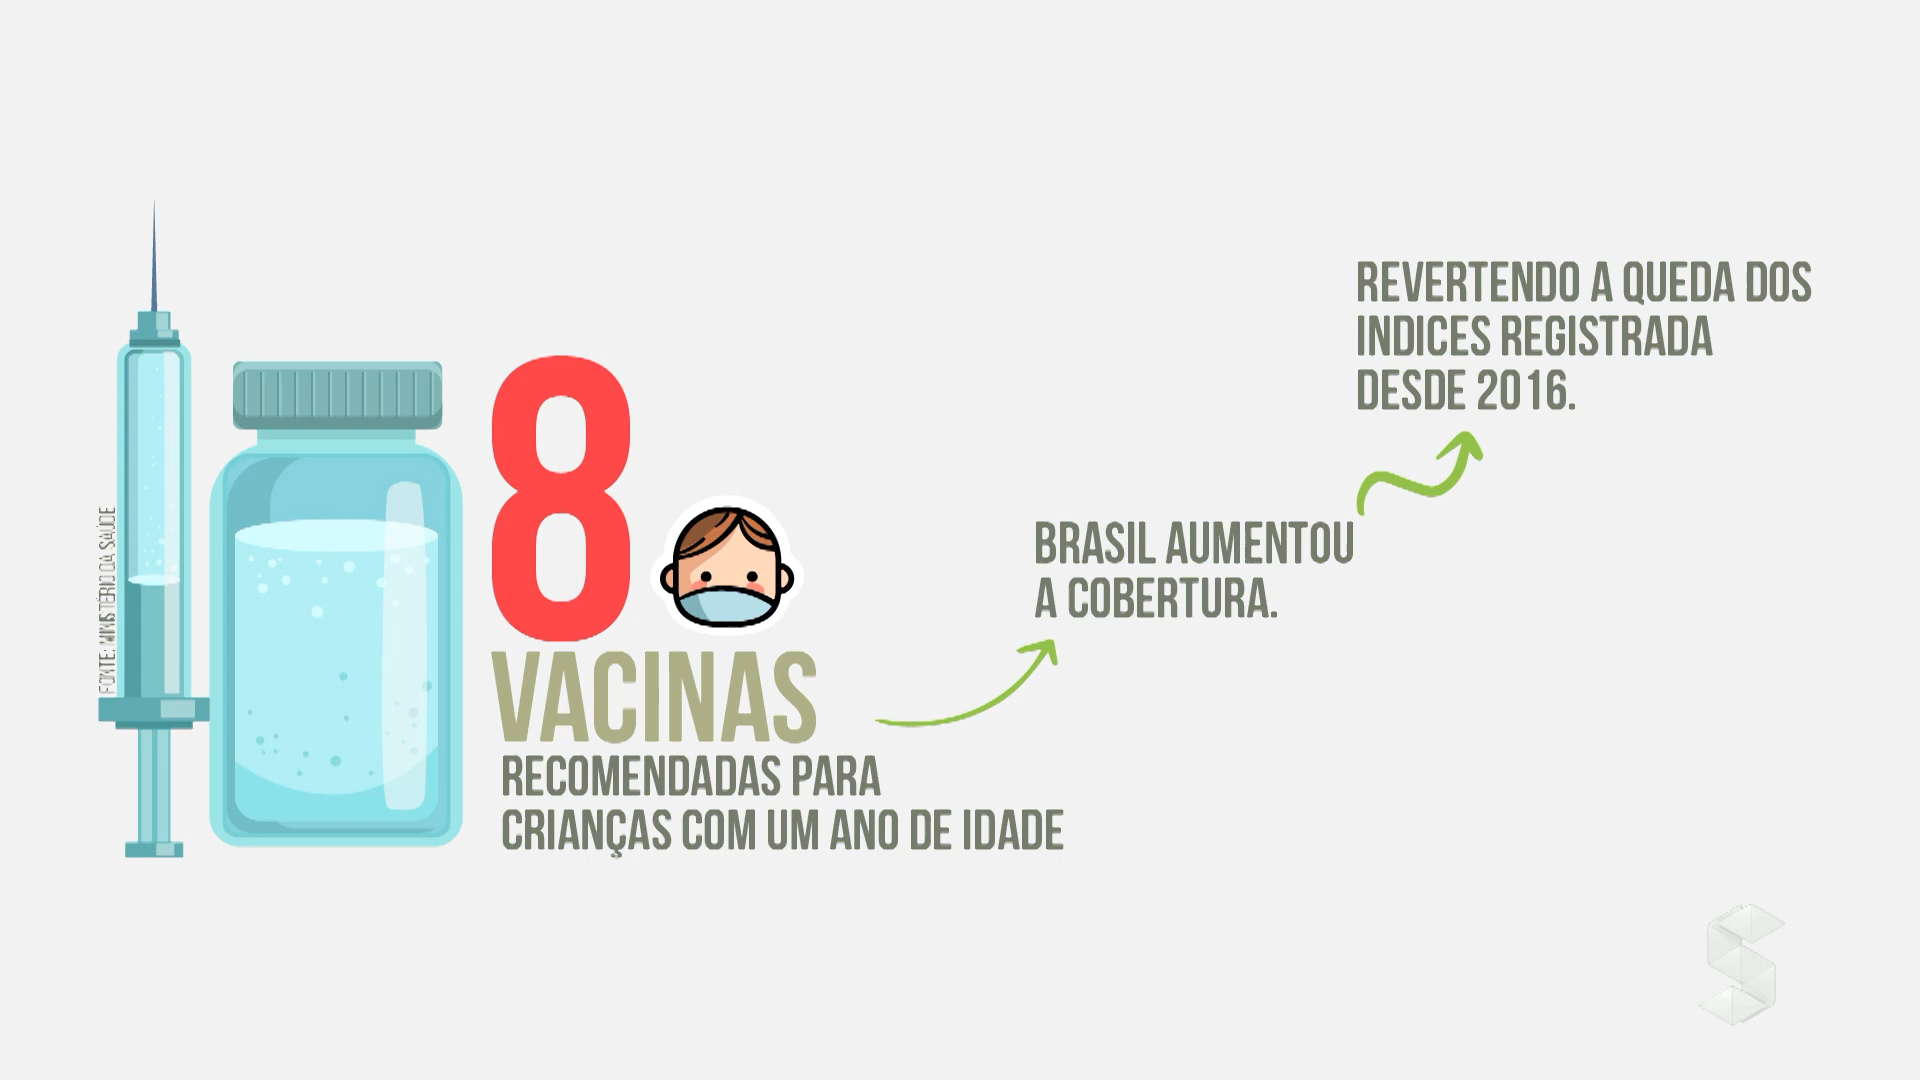 FONTE: MINISTÉRIO DA SAÚDE
8
VACINAS
RECOMENDADAS PARA
CRIANÇAS COM UM ANO DE IDADE
BRASIL AUMENTOU
A COBERTURA.
REVERTENDO A QUEDA DOS
INDICES REGISTRADA
DESDE 2016.